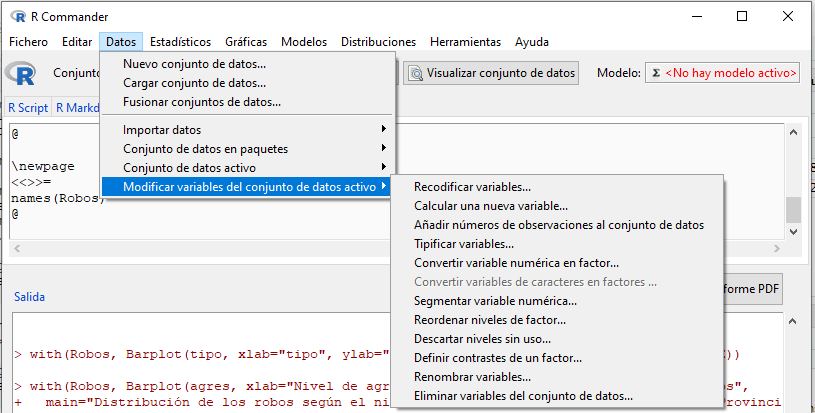 R Commander
Fichero Editar Datos Estadísticos Gráficas Modelos Distribuciones Herramientas Ayuda
Nuevo conjunto de datos...
R Conjunto Visualizar conjunto de datos Modelo: Σ <No hay modelo activo>
Cargar conjunto de datos...
Fusionar conjuntos de datos...
R Script R Markd
Importar datos
@
Conjunto de datos en paquetes
\newpage
Conjunto de datos activo
<<>>=
Modificar variables del conjunto de datos activo
names(Robos)
@
Recodificar variables...
Calcular una nueva variable...
Añadir números de observaciones al conjunto de datos
Tipificar variables...
Convertir variable numérica en factor...
Convertir variables de caracteres en factores ...
Segmentar variable numérica...
Reordenar niveles de factor...
Descartar niveles sin uso...
Definir contrastes de un factor...
Renombrar variables...
Eliminar variables del conjunto de datos...
forme PDF
Salida
> with(Robos, Barplot(tipo, xlab="tipo", ylab=" ))
> with(Robos, Barplot(agres, xlab="Nivel de agr s",
+ main="Distribución de los robos según el ni Provinci